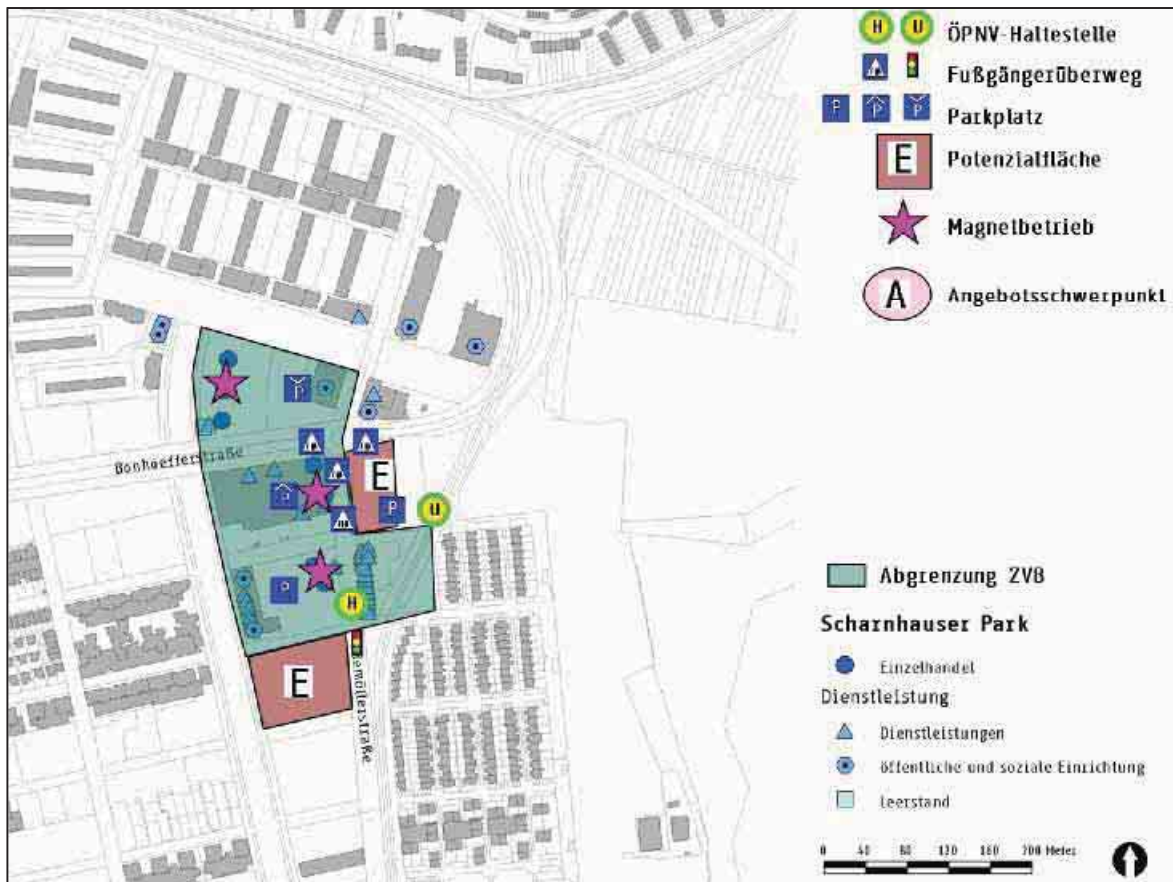 H U ÖPNV-Haltestelle
Fußgängerüberweg
P P P Parkplatz
E Potenzialfläche
Magnetbetrieb
A Angebotsschwerpunkt
P
Bonhoefferstraße
E
P
P
U
P
H
E
emöllerstraße
Abgrenzung ZVB
Scharnhauser Park
Einzelhandel
Dienstleistung
Dienstleistungen
öffentliche und soziale Einrichtung
Leerstand
0 40 80 120 160 200 Meter